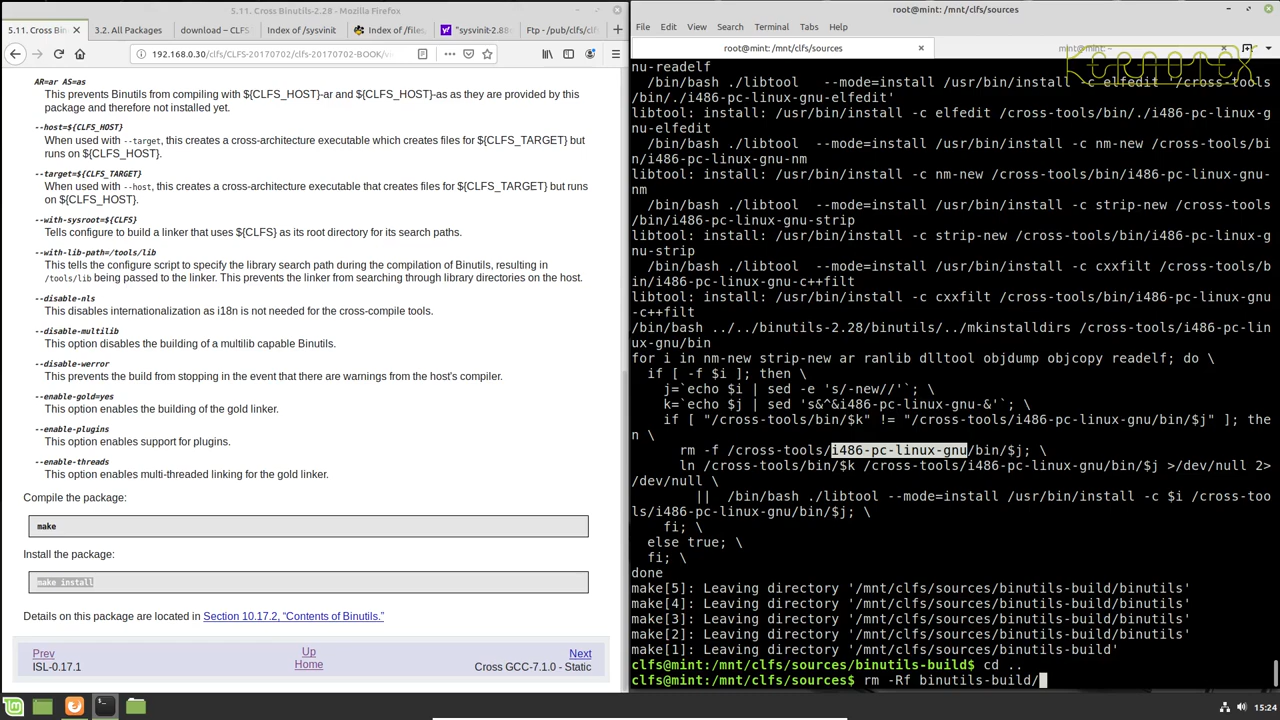 5.11. Cross Binutils-2.28 - Mozilla Firefox
5.11. Cross Bin
3.2. All Packages
download – CLFS
Index of /sysvinit
Index of /files
"sysvinit-2.88
Ftp - /pub/clfs/cl
192.168.0.30/clfs/CLFS-20170702/clfs-20170702-BOOK/v
AR=ar AS=as
This prevents Binutils from compiling with ${CLFS_HOST}-ar and ${CLFS_HOST}-as as they are provided by this
package and therefore not installed yet.
--host=${CLFS_HOST}
When used with --target, this creates a cross-architecture executable which creates files for ${CLFS_TARGET} but
runs on ${CLFS_HOST}.
--target=${CLFS_TARGET}
When used with --host, this creates a cross-architecture executable that creates files for ${CLFS_TARGET} but runs
on ${CLFS_HOST}.
--with-sysroot=${CLFS}
Tells configure to build a linker that uses ${CLFS} as its root directory for its search paths.
--with-lib-path=/tools/lib
This tells the configure script to specify the library search path during the compilation of Binutils, resulting in
/tools/lib being passed to the linker. This prevents the linker from searching through library directories on the host.
--disable-nls
This disables internationalization as i18n is not needed for the cross-compile tools.
--disable-multilib
This option disables the building of a multilib capable Binutils.
--disable-werror
This prevents the build from stopping in the event that there are warnings from the host's compiler.
--enable-gold=yes
This option enables the building of the gold linker.
--enable-plugins
This option enables support for plugins.
--enable-threads
This option enables multi-threaded linking for the gold linker.
Compile the package:
make
Install the package:
make install
Details on this package are located in Section 10.17.2, “Contents of Binutils.”
Prev Up Next
ISL-0.17.1 Home Cross GCC-7.1.0 - Static
root@mint: /mnt/clfs/sources
File Edit View Search Terminal Tabs Help
root@mint: /mnt/clfs/sources
mint@mint: ~
nu-readelf
/bin/bash ./libtool   --mode=install /usr/bin/install -c elfedit /cross-tools
/bin/./i486-pc-linux-gnu-elfedit'
libtool: install: /usr/bin/install -c elfedit /cross-tools/bin/./i486-pc-linux-g
nu-elfedit
/bin/bash ./libtool   --mode=install /usr/bin/install -c nm-new /cross-tools/bi
n/i486-pc-linux-gnu-nm
libtool: install: /usr/bin/install -c nm-new /cross-tools/bin/i486-pc-linux-gnu-
nm
/bin/bash ./libtool   --mode=install /usr/bin/install -c strip-new /cross-tools
/bin/i486-pc-linux-gnu-strip
libtool: install: /usr/bin/install -c strip-new /cross-tools/bin/i486-pc-linux-g
nu-strip
/bin/bash ./libtool   --mode=install /usr/bin/install -c cxxfilt /cross-tools/b
in/i486-pc-linux-gnu-c++filt
libtool: install: /usr/bin/install -c cxxfilt /cross-tools/bin/i486-pc-linux-gnu
-c++filt
/bin/bash ../../binutils-2.28/binutils/../mkinstalldirs /cross-tools/i486-pc-lin
ux-gnu/bin
for i in nm-new strip-new ar ranlib dlltool objdump objcopy readelf; do \
if [ -f $i ]; then \
j=`echo $i | sed -e 's/-new//'`; \
k=`echo $j | sed 's&^&i486-pc-linux-gnu-&'`; \
if [ "/cross-tools/bin/$k" != "/cross-tools/i486-pc-linux-gnu/bin/$j" ]; the
n \
rm -f /cross-tools/i486-pc-linux-gnu/bin/$j; \
ln /cross-tools/bin/$k /cross-tools/i486-pc-linux-gnu/bin/$j >/dev/null 2>
/dev/null \
||  /bin/bash ./libtool --mode=install /usr/bin/install -c $i /cross-too
ls/i486-pc-linux-gnu/bin/$j; \
fi; \
else true; \
fi; \
done
make[5]: Leaving directory '/mnt/clfs/sources/binutils-build/binutils'
make[4]: Leaving directory '/mnt/clfs/sources/binutils-build/binutils'
make[3]: Leaving directory '/mnt/clfs/sources/binutils-build/binutils'
make[2]: Leaving directory '/mnt/clfs/sources/binutils-build/binutils'
make[1]: Leaving directory '/mnt/clfs/sources/binutils-build'
clfs@mint:/mnt/clfs/sources/binutils-build$ cd ..
clfs@mint:/mnt/clfs/sources$ rm -Rf binutils-build/
15:24